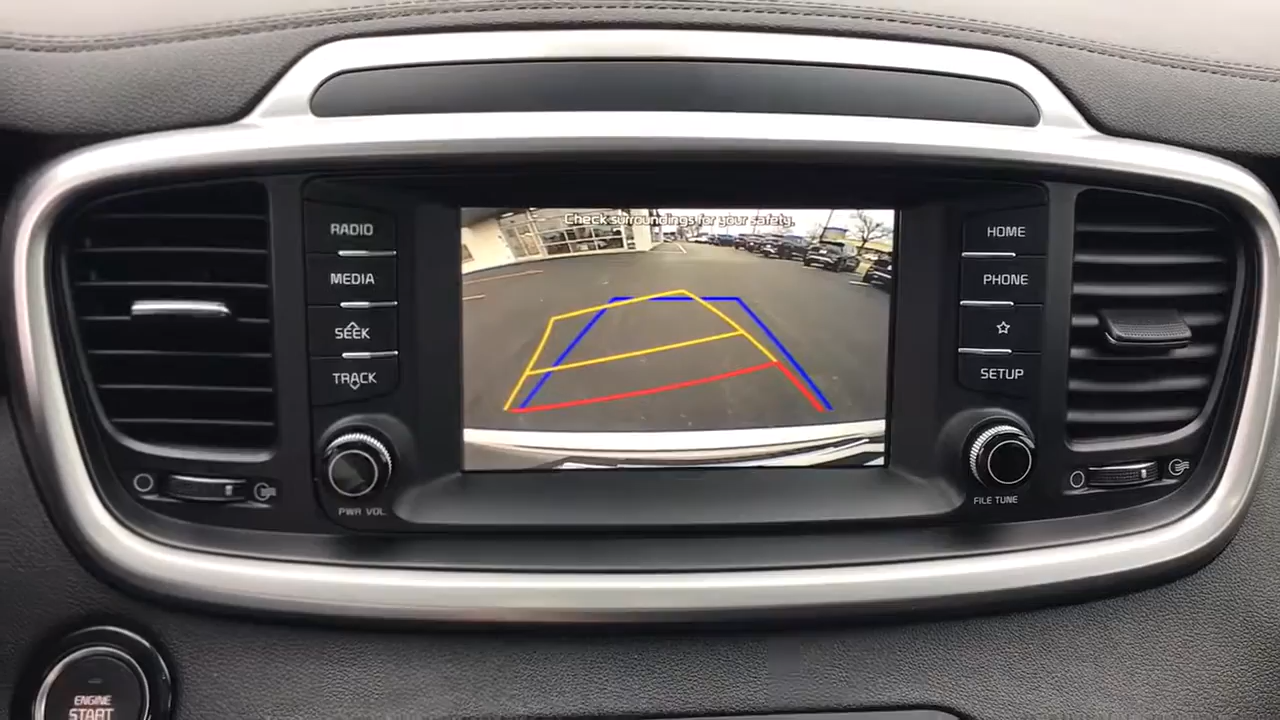 Check surroundings for your safety.
RADIO
MEDIA
SEEK
TRACK
PWR VOL
HOME
PHONE
SETUP
FILE TUNE
ENGINE
START